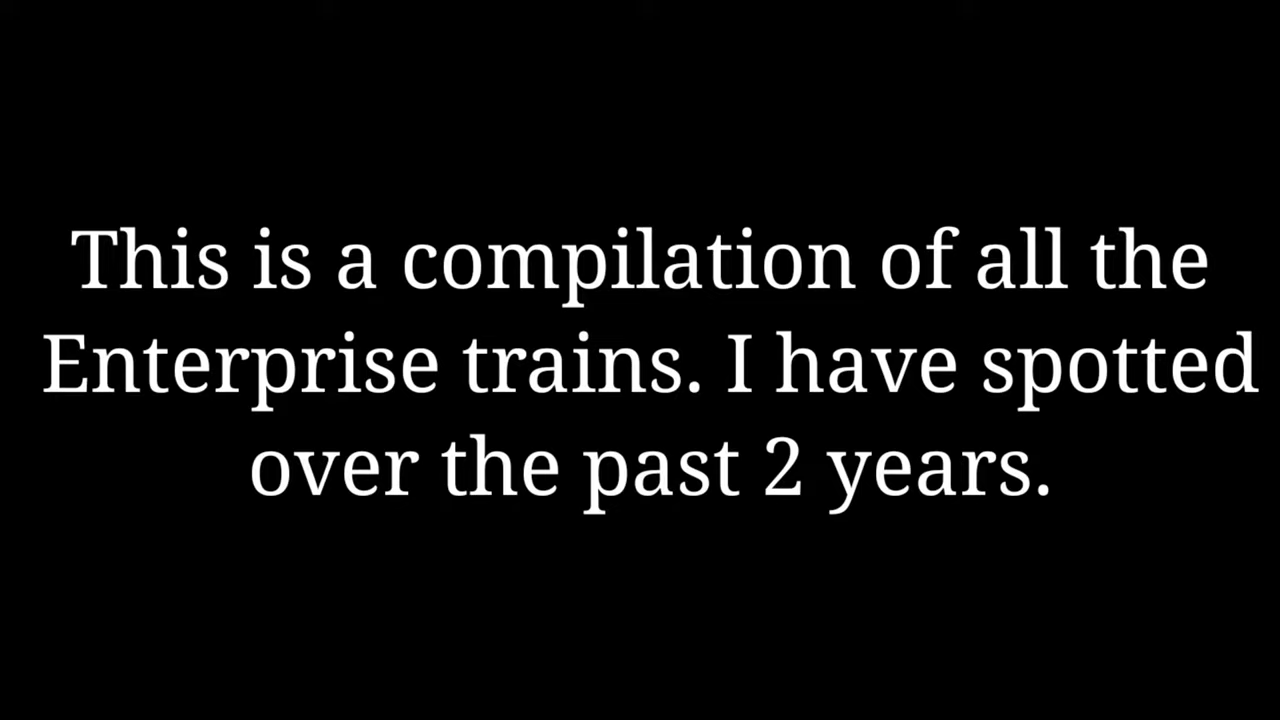 This is a compilation of all the
Enterprise trains. I have spotted
over the past 2 years.